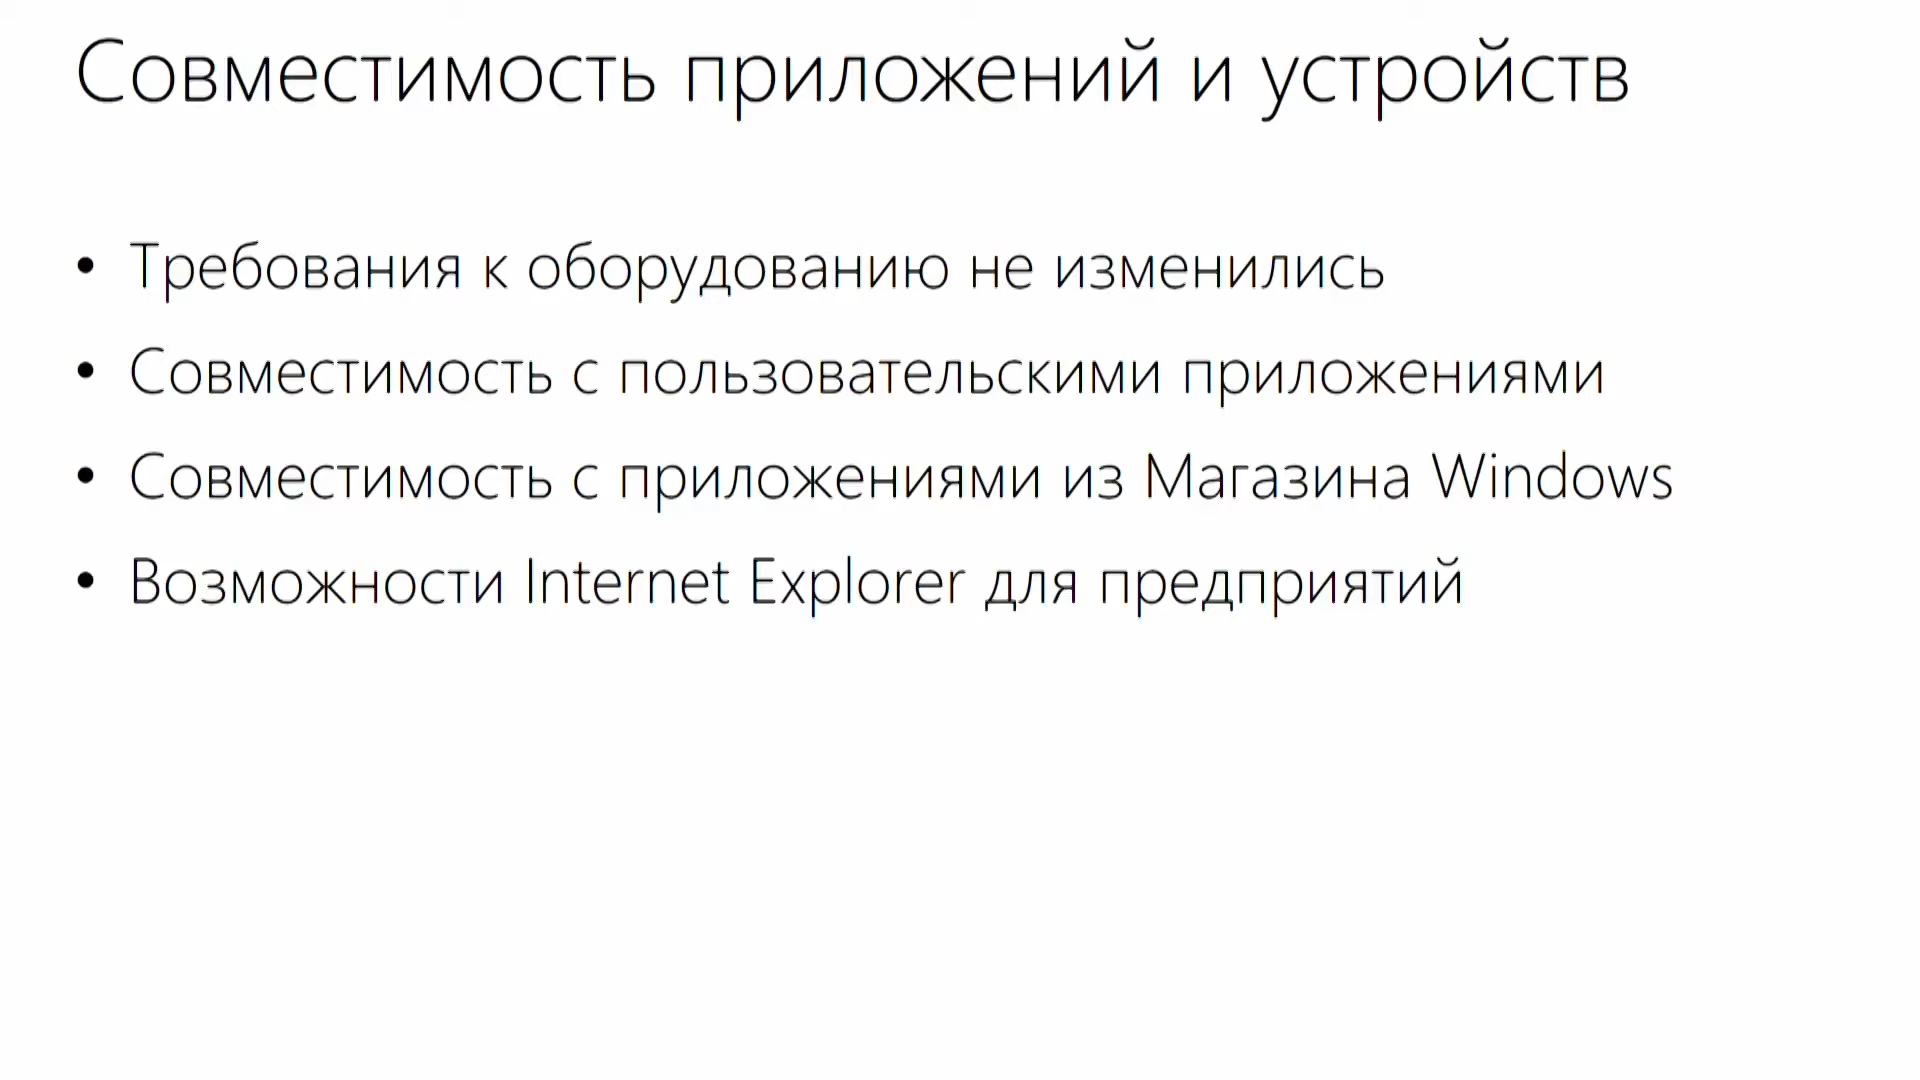 Совместимость приложений и устройств
• Требования к оборудованию не изменились
• Совместимость с пользовательскими приложениями
• Совместимость с приложениями из Магазина Windows
• Возможности Internet Explorer для предприятий